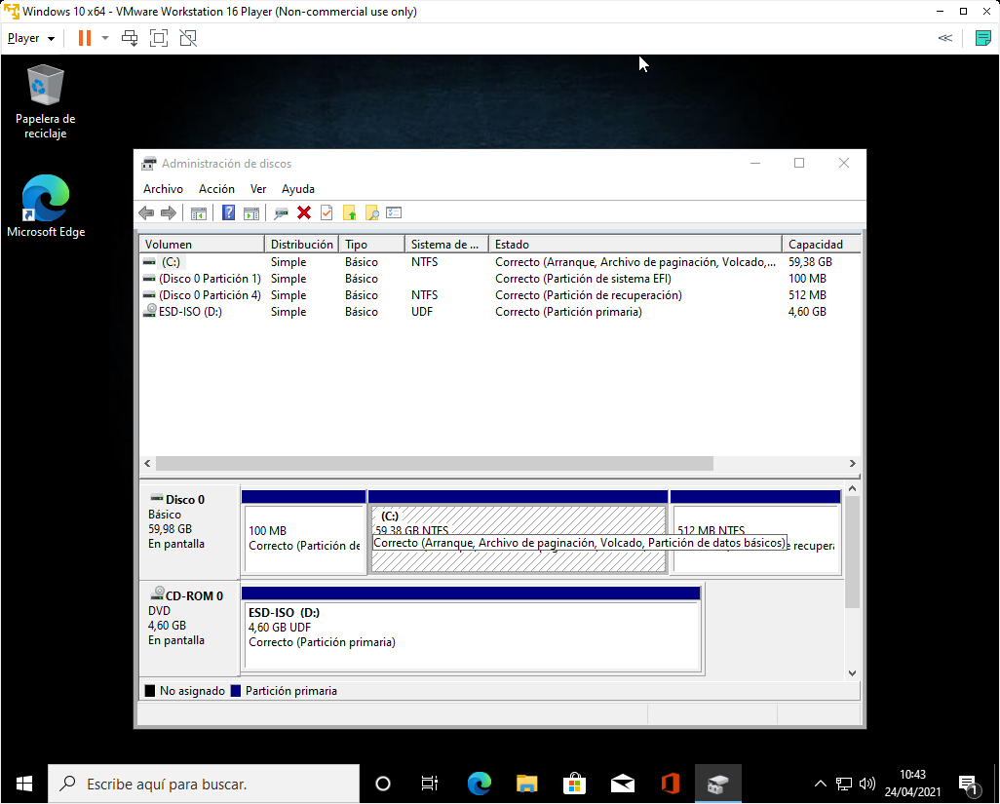 Windows 10 x64 - VMware Workstation 16 Player (Non-commercial use only)
Player
Papelera de
reciclaje
Microsoft Edge
Administración de discos
Archivo Acción Ver Ayuda
Volumen Distribución Tipo Sistema de ... Estado Capacidad
(C:) Simple Básico NTFS Correcto (Arranque, Archivo de paginación, Volcado,... 59,38 GB
(Disco 0 Partición 1) Simple Básico Correcto (Partición de sistema EFI) 100 MB
(Disco 0 Partición 4) Simple Básico NTFS Correcto (Partición de recuperación) 512 MB
ESD-ISO (D:) Simple Básico UDF Correcto (Partición primaria) 4,60 GB
Disco 0
Básico
59,98 GB
En pantalla
100 MB
Correcto (Partición de
(C:)
59,38 GB NTFS
Correcto (Arranque, Archivo de paginación, Volcado, Partición de datos básicos)
512 MB NTFS
recupera
CD-ROM 0
DVD
4,60 GB
En pantalla
ESD-ISO (D:)
4,60 GB UDF
Correcto (Partición primaria)
No asignado Partición primaria
Escribe aquí para buscar.
10:43
24/04/2021
1